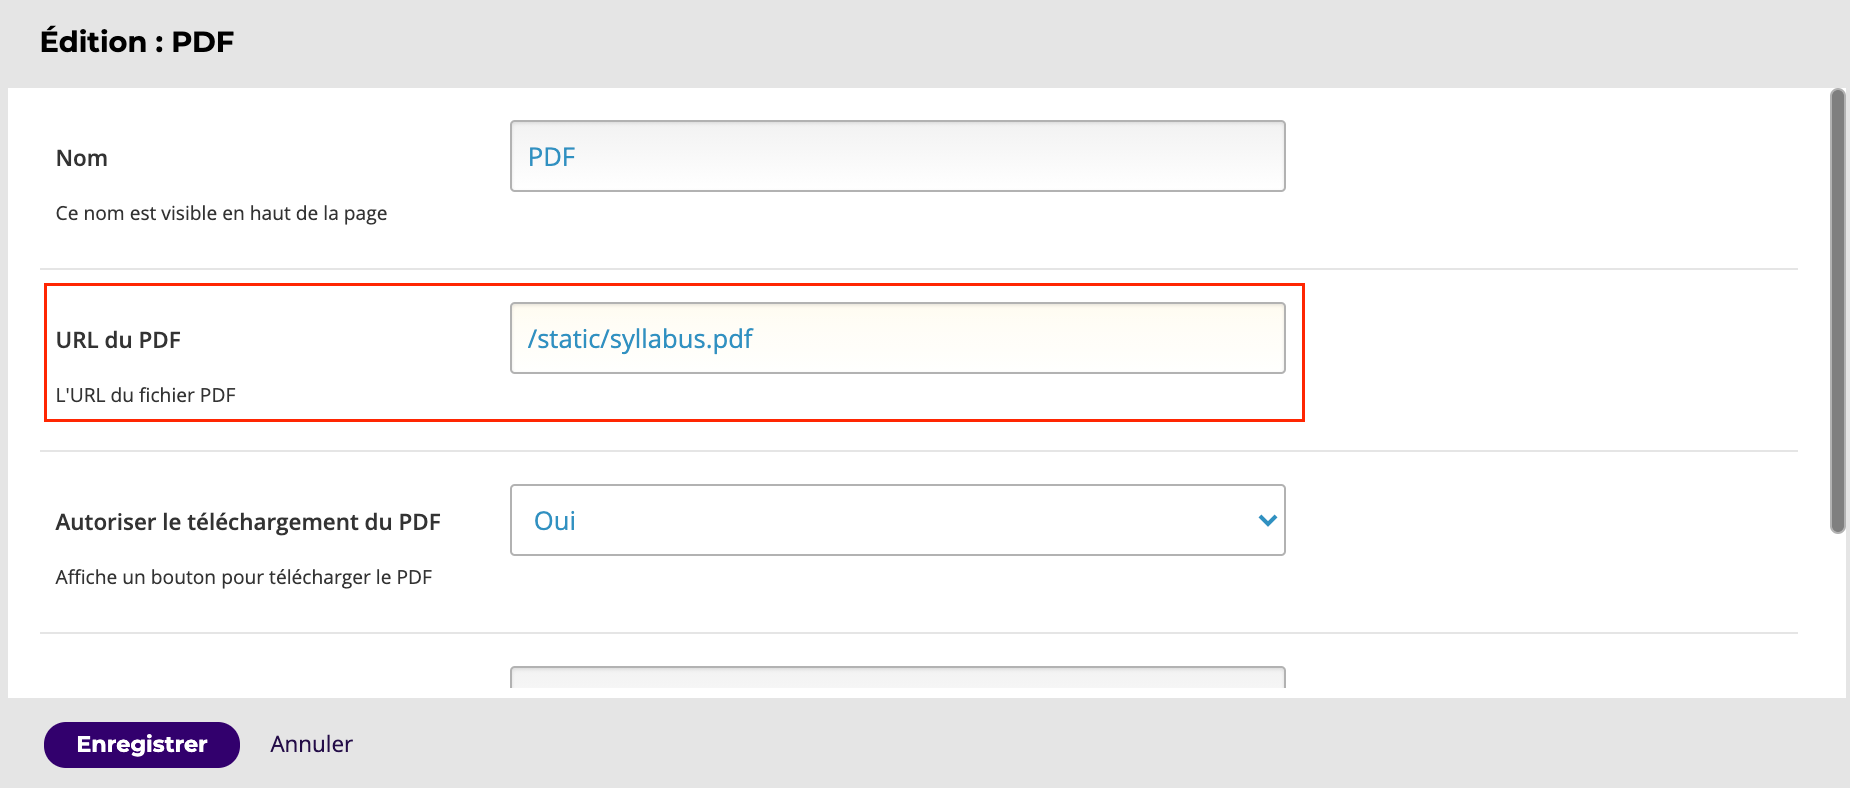 Édition : PDF
Nom
PDF
Ce nom est visible en haut de la page
URL du PDF
/static/syllabus.pdf
L'URL du fichier PDF
Autoriser le téléchargement du PDF
Oui
Affiche un bouton pour télécharger le PDF
Enregistrer
Annuler